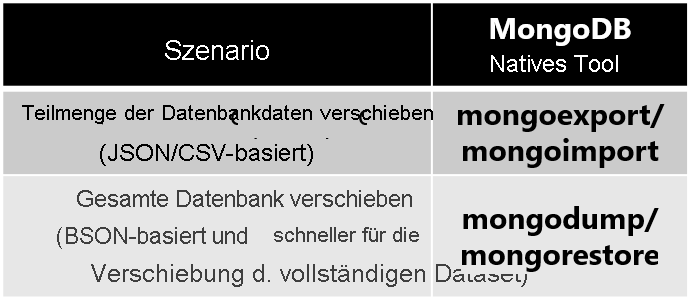 Szenario
MongoDB
Natives Tool
Teilmenge der Datenbankdaten verschieben
(JSON/CSV-basiert)
mongoexport/
mongoimport
Gesamte Datenbank verschieben
(BSON-basiert und schneller für die
Verschiebung d. vollständigen Dataset)
mongodump/
mongorestore